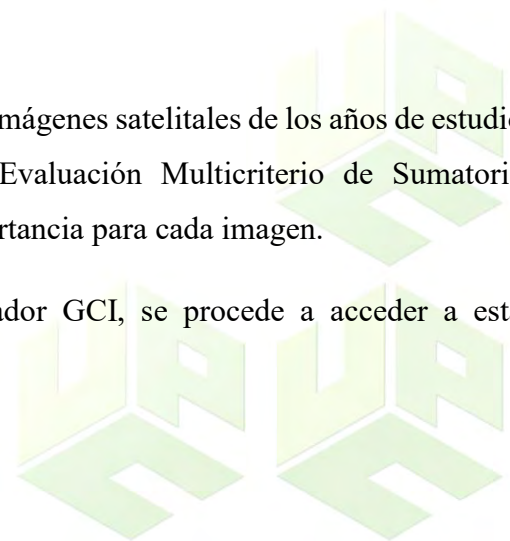 mágenes satelitales de los años de estudio
Evaluación Multicriterio de Sumatori
rtancia para cada imagen.
ador GCI, se procede a acceder a est